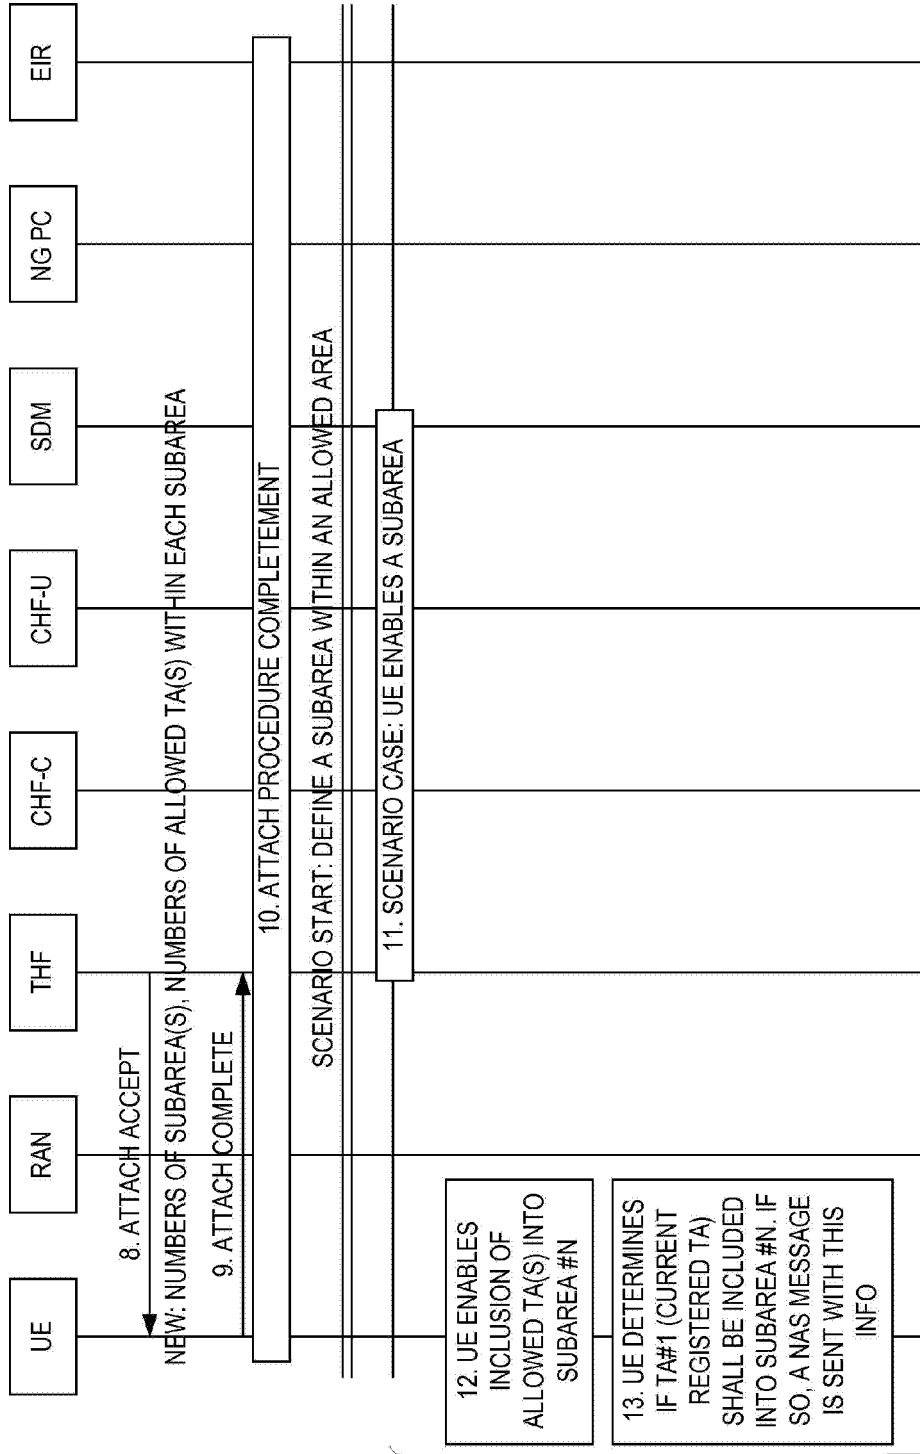 UE
RAN
THF
CHF-C
CHF-U
SDM
NG PC
EIR
8. ATTACH ACCEPT
NEW: NUMBERS OF SUBAREA(S), NUMBERS OF ALLOWED TA(S) WITHIN EACH SUBAREA
9. ATTACH COMPLETE
10. ATTACH PROCEDURE COMPLETEMENT
SCENARIO START: DEFINE A SUBAREA WITHIN AN ALLOWED AREA
11. SCENARIO CASE: UE ENABLES A SUBAREA
12. UE ENABLES
INCLUSION OF
ALLOWED TA(S) INTO
SUBAREA #N
13. UE DETERMINES
IF TA#1 (CURRENT
REGISTERED TA)
SHALL BE INCLUDED
INTO SUBAREA #N. IF
SO, A NAS MESSAGE
IS SENT WITH THIS
INFO